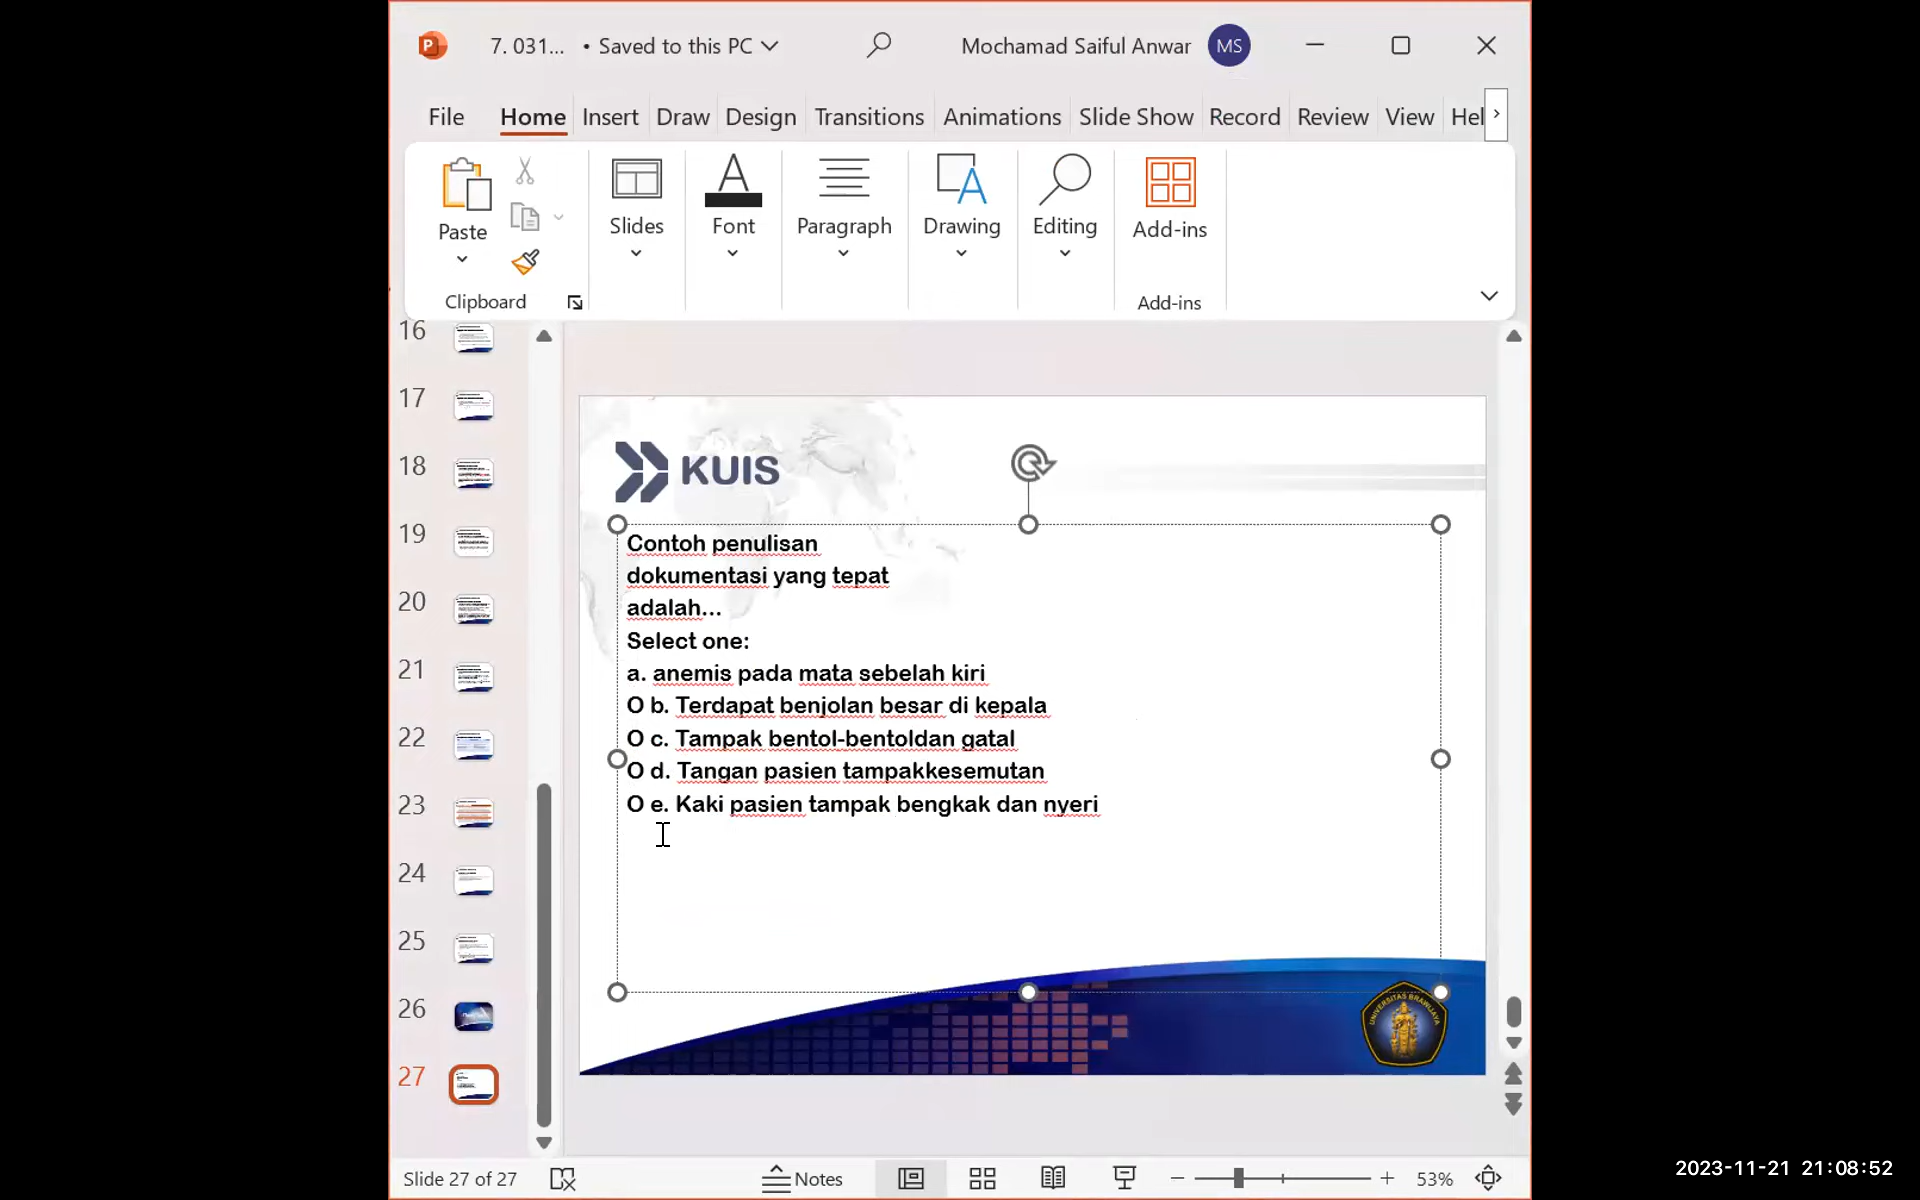 7. 031... • Saved to this PC
Mochamad Saiful Anwar
MS
File Home Insert Draw Design Transitions Animations Slide Show Record Review View Hel
Paste
Clipboard
Slides
Font
Paragraph
Drawing
Editing
Add-ins
Add-ins
16
17
18
19
20
21
22
23
24
25
26
27
KUIS
Contoh penulisan
dokumentasi yang tepat
adalah...
Select one:
a. anemis pada mata sebelah kiri
O b. Terdapat benjolan besar di kepala
O c. Tampak bentol-bentoldan gatal
O d. Tangan pasien tampakkesemutan
O e. Kaki pasien tampak bengkak dan nyeri
UNIVERSITAS BRAWIJAYA
Slide 27 of 27
Notes
53%
2023-11-21 21:08:52